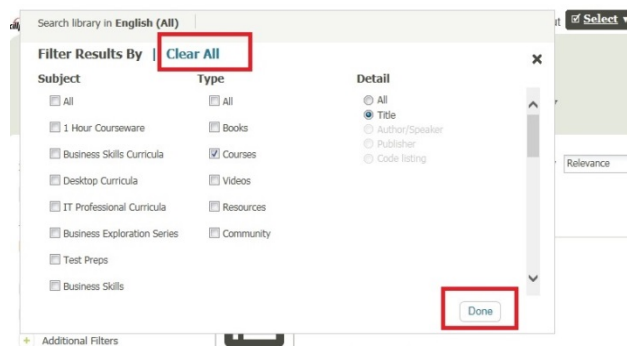 Search library in English (All)
Select
Filter Results By | Clear All
Subject
All
1 Hour Courseware
Business Skills Curricula
Desktop Curricula
IT Professional Curricula
Business Exploration Series
Test Preps
Business Skills
Type
All
Books
Courses
Videos
Resources
Community
Detail
All
Title
Author/Speaker
Publisher
Code listing
Relevance
Done
Additional Filters